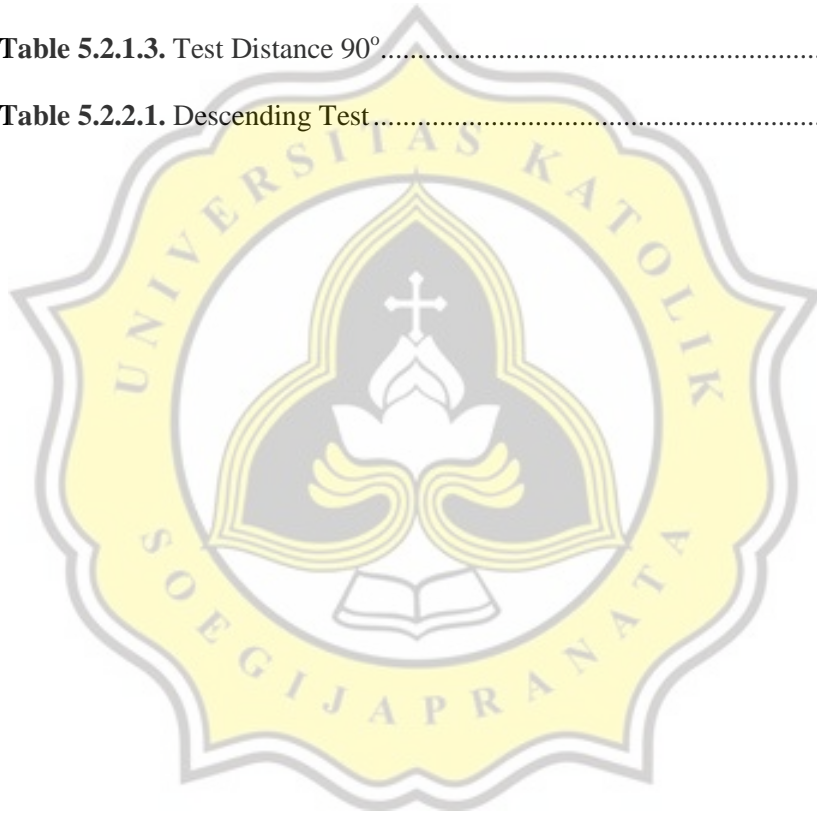 Table 5.2.1.3. Test Distance 90°........................................................
Table 5.2.2.1. Descending Test........................................................
UNIVERSITAS KATOLIK
SOEGIJAPRANATA